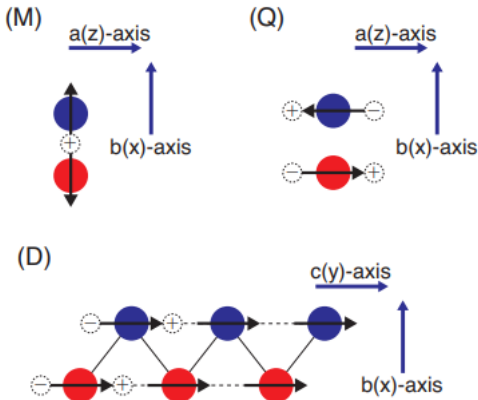 (M)
a(z)-axis
b(x)-axis
+
(Q)
a(z)-axis
b(x)-axis
+ −
− +
(D)
c(y)-axis
b(x)-axis
− +
− +